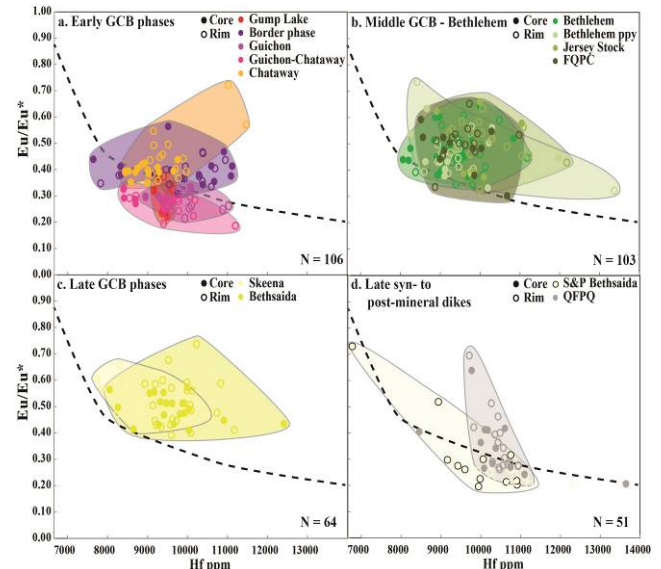 a. Early GCB phases
Core Gump Lake
Rim Border phase
Guichon
Guichon-Chataway
Chataway
N = 106
b. Middle GCB - Bethlehem
Core Bethlehem
Rim Bethlehem ppy
Jersey Stock
FQPC
N = 103
Eu/Eu*
1.00
0.90
0.80
0.70
0.60
0.50
0.40
0.30
0.20
1.00
c. Late GCB phases
Core Skeena
Rim Bethsaida
N = 64
d. Late syn- to
post-mineral dikes
Core S&P Bethsaida
Rim QFPQ
N = 51
Eu/Eu*
0.90
0.80
0.70
0.60
0.50
0.40
0.30
0.20
0.10
0.00
7000 8000 9000 10000 11000 12000 13000
Hf ppm
7000 8000 9000 10000 11000 12000 13000 14000
Hf ppm